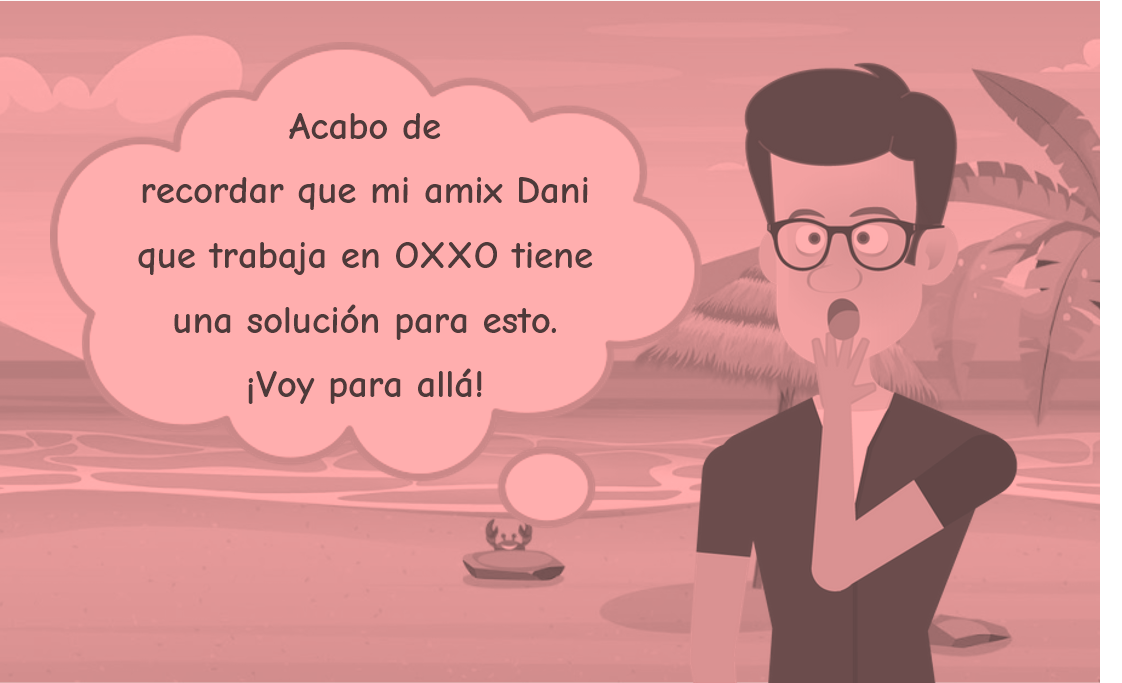 Acabo de
recordar que mi amix Dani
que trabaja en OXXO tiene
una solución para esto.
¡Voy para allá!